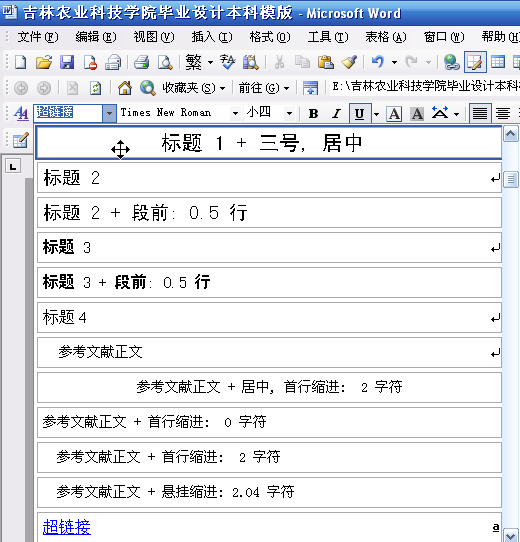 吉林农业科技学院毕业设计本科模版 - Microsoft Word
文件(F) 编辑(E) 视图(V) 插入(I) 格式(O) 工具(T) 表格(A) 窗口(W) 帮助(H)
繁
收藏夹(S) 前往(G) E:\吉林农业科技学院毕业设计本科
超链接 Times New Roman 小四 B I U A A
标题 1 + 三号, 居中
标题 2
标题 2 + 段前: 0.5 行
标题 3
标题 3 + 段前: 0.5 行
标题 4
参考文献正文
参考文献正文 + 居中, 首行缩进: 2 字符
参考文献正文 + 首行缩进: 0 字符
参考文献正文 + 首行缩进: 2 字符
参考文献正文 + 悬挂缩进: 2.04 字符
超链接 a